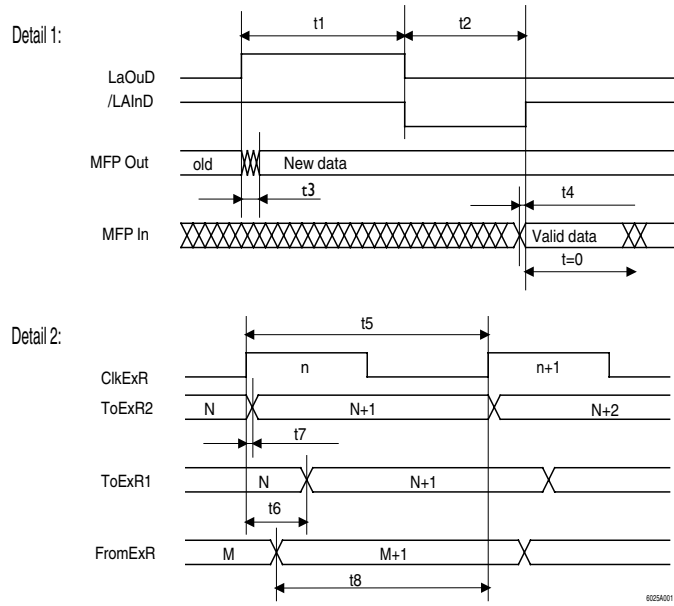 Detail 1:
t1
t2
LaOuD
/LAInD
MFP Out
old
New data
t3
t4
MFP In
Valid data
t=0
Detail 2:
t5
ClkExR
n
n+1
ToExR2
N
N+1
N+2
t7
ToExR1
N
N+1
t6
FromExR
M
M+1
t8
6025A001